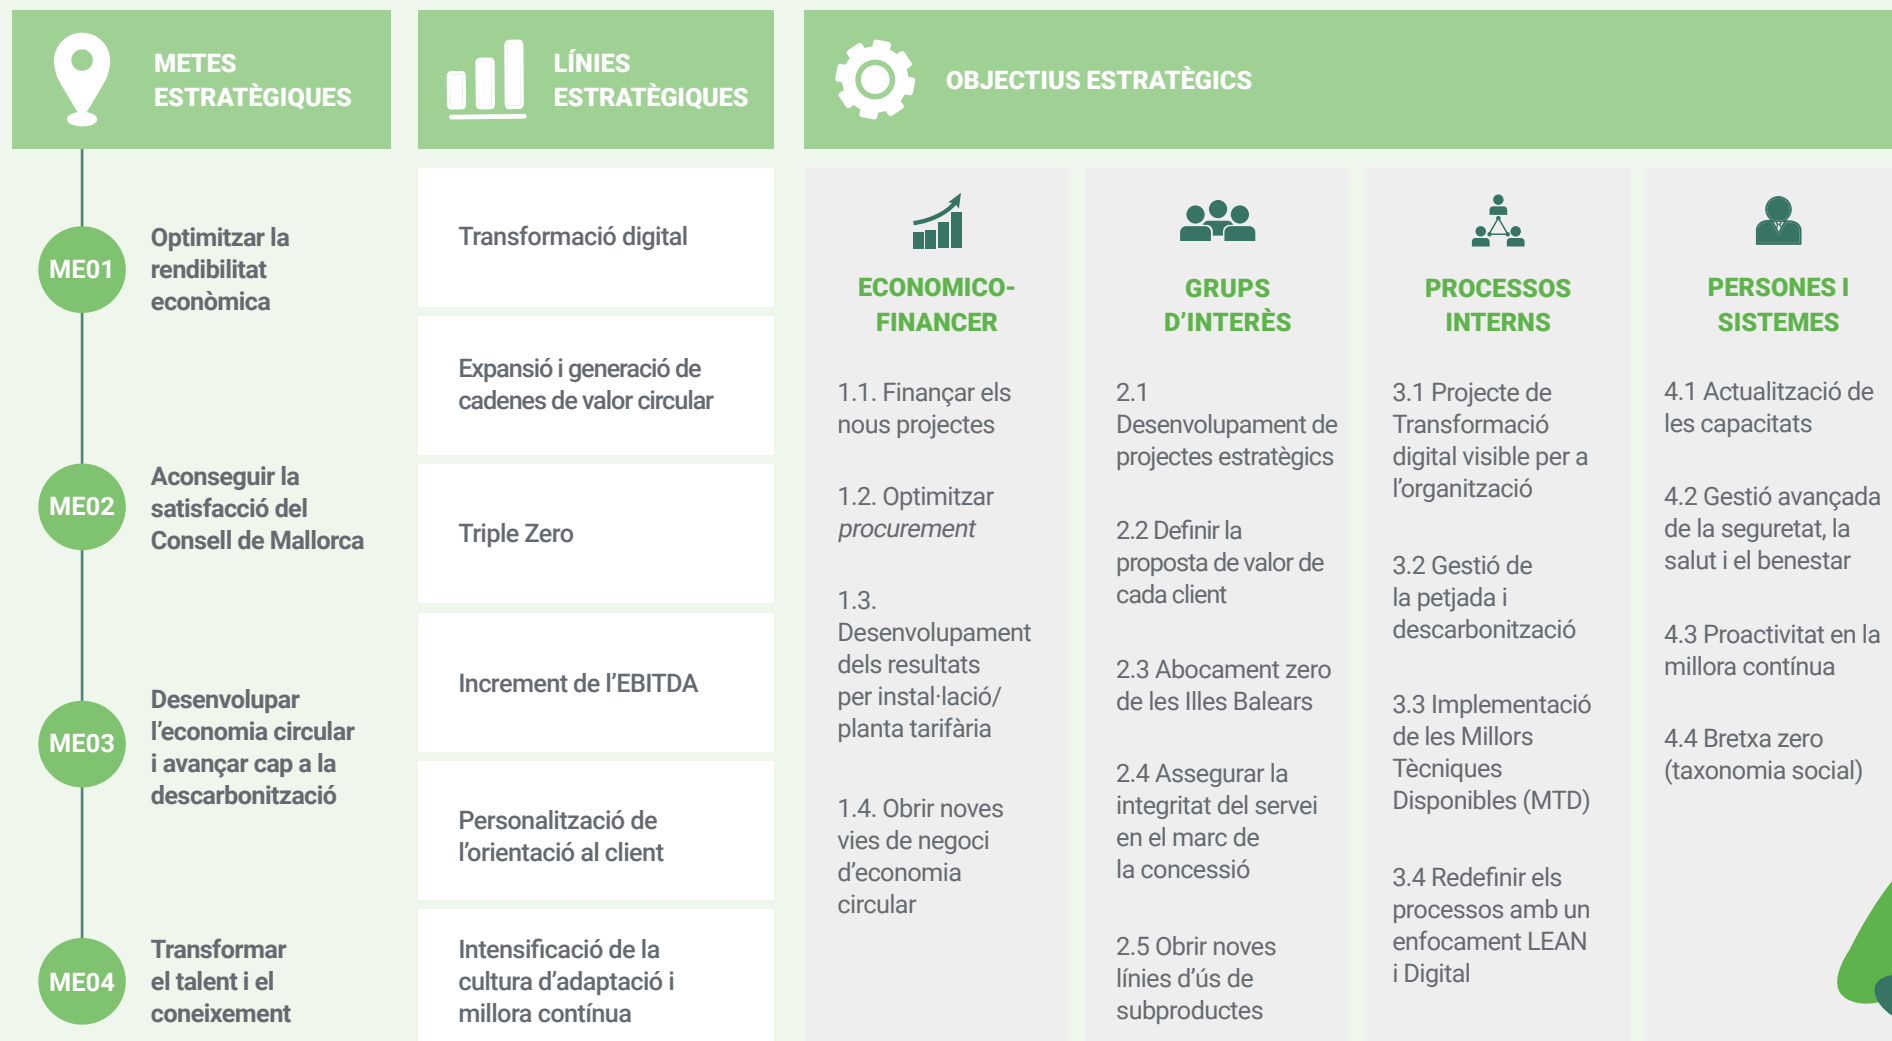 METES
ESTRATÈGIQUES
ME01
Optimitzar la
rendibilitat
econòmica
ME02
Aconseguir la
satisfacció del
Consell de Mallorca
ME03
Desenvolupar
l’economia circular
i avançar cap a la
descarbonització
ME04
Transformar
el talent i el
coneixement
LÍNIES
ESTRATÈGIQUES
Transformació digital
Expansió i generació de
cadenes de valor circular
Triple Zero
Increment de l’EBITDA
Personalització de
l’orientació al client
Intensificació de la
cultura d’adaptació i
millora contínua
OBJECTIUS ESTRATÈGICS
ECONOMICO-
FINANCER
1.1. Finançar els
nous projectes
1.2. Optimitzar
procurement
1.3.
Desenvolupament
dels resultats
per instal·lació/
planta tarifària
1.4. Obrir noves
vies de negoci
d’economia
circular
GRUPS
D’INTERÈS
2.1
Desenvolupament de
projectes estratègics
2.2 Definir la
proposta de valor de
cada client
2.3 Abocament zero
de les Illes Balears
2.4 Assegurar la
integritat del servei
en el marc de
la concessió
2.5 Obrir noves
línies d’ús de
subproductes
PROCESSOS
INTERNS
3.1 Projecte de
Transformació
digital visible per a
l’organització
3.2 Gestió de
la petjada i
descarbonització
3.3 Implementació
de les Millors
Tècniques
Disponibles (MTD)
3.4 Redefinir els
processos amb un
enfocament LEAN
i Digital
PERSONES I
SISTEMES
4.1 Actualització de
les capacitats
4.2 Gestió avançada
de la seguretat, la
salut i el benestar
4.3 Proactivitat en la
millora contínua
4.4 Bretxa zero
(taxonomia social)